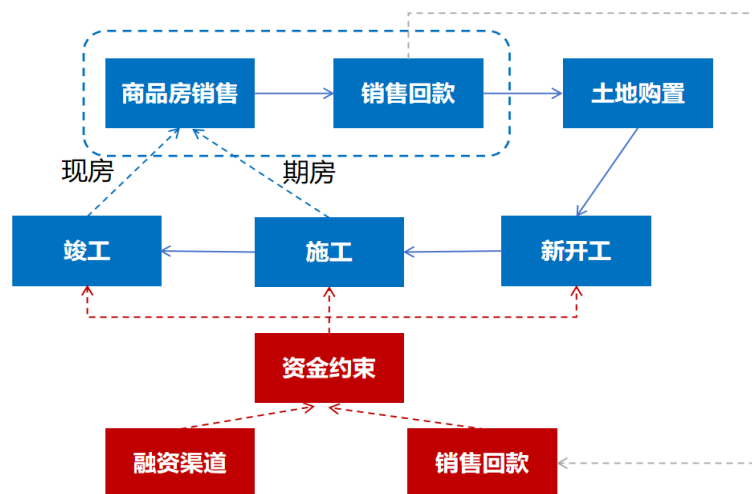 商品房销售
销售回款
土地购置
现房
期房
竣工
施工
新开工
资金约束
融资渠道
销售回款